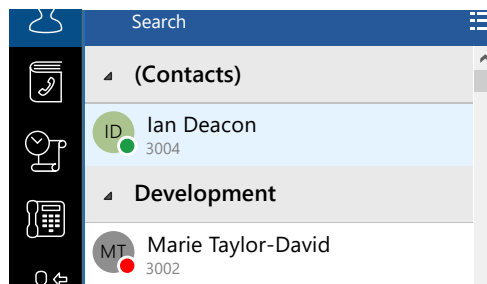 Search
(Contacts)
ID
Ian Deacon
3004
Development
MT
Marie Taylor-David
3002